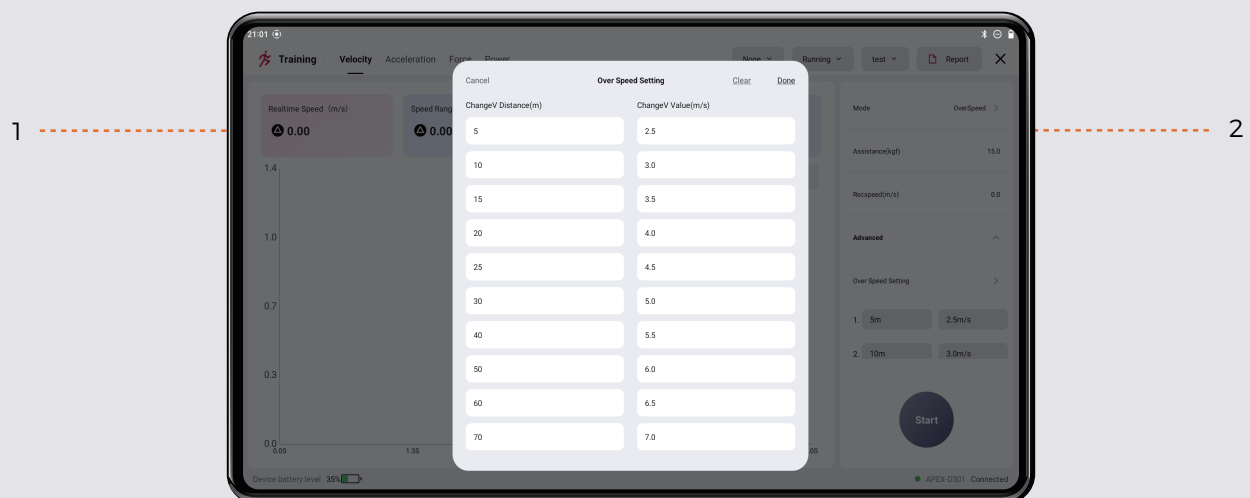 21:01
Training Velocity Acceleration Force Power None Running test Report
Cancel Over Speed Setting Clear Done
Realtime Speed (m/s) Speed Rang ChangeV Distance(m) ChangeV Value(m/s) Mode OverSpeed
1 0.00 0.00 5 2.5 2
Assistance(kgf) 15.0
1.4 10 3.0
15 3.5 Recspeed(m/s) 0.0
1.0 20 4.0 Advanced
25 4.5 Over Speed Setting
0.7 30 5.0
1. 5m 2.5m/s
40 5.5
2. 10m 3.0m/s
0.3 50 6.0
60 6.5
Start
0.0 70 7.0
0.0S 1.3S 0S
Device battery level 35% APEX-D301 Connected